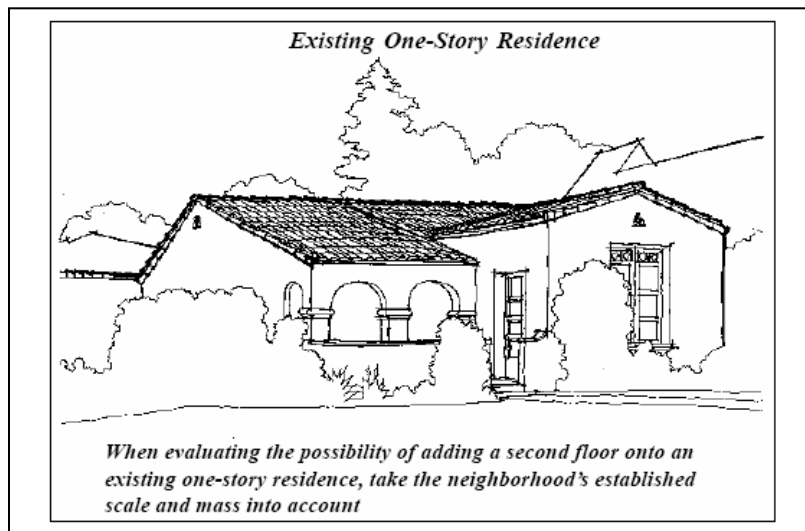 Existing One-Story Residence
When evaluating the possibility of adding a second floor onto an
existing one-story residence, take the neighborhood's established
scale and mass into account